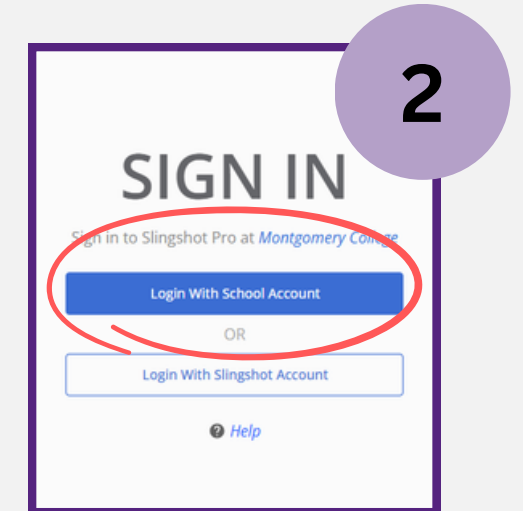 2
SIGN IN
Sign in to Slingshot Pro at Montgomery College
Login With School Account
OR
Login With Slingshot Account
? Help